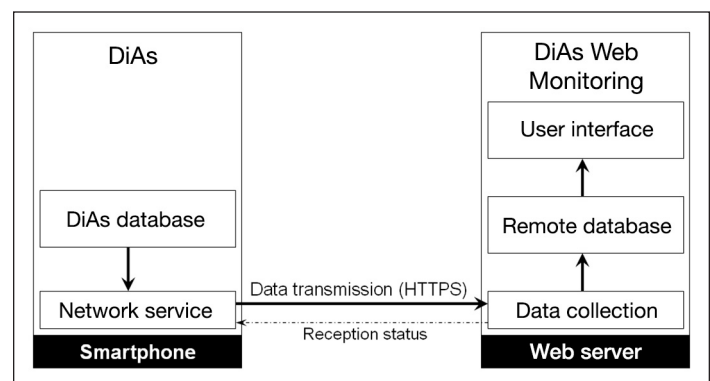 DiAs
DiAs database
Network service
Smartphone
Data transmission (HTTPS)
Reception status
DiAs Web
Monitoring
User interface
Remote database
Data collection
Web server